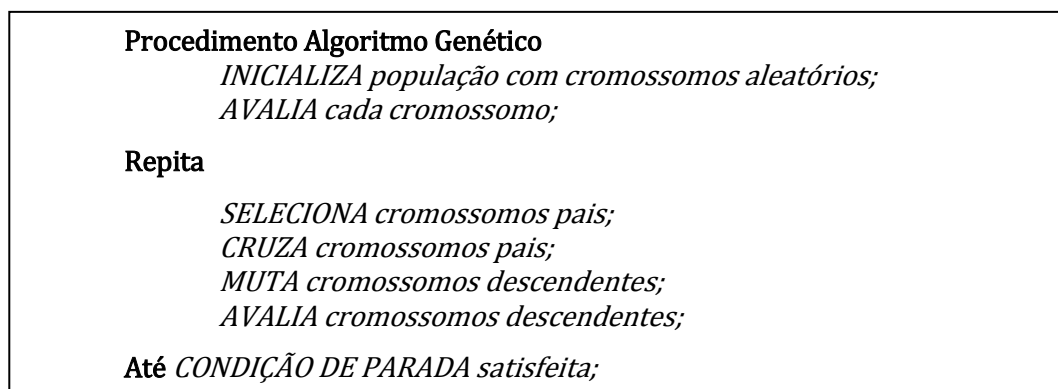 Procedimento Algoritmo Genético
INICIALIZA população com cromossomos aleatórios;
AVALIA cada cromossomo;
Repita
SELECIONA cromossomos pais;
CRUZA cromossomos pais;
MUTA cromossomos descendentes;
AVALIA cromossomos descendentes;
Até CONDIÇÃO DE PARADA satisfeita;